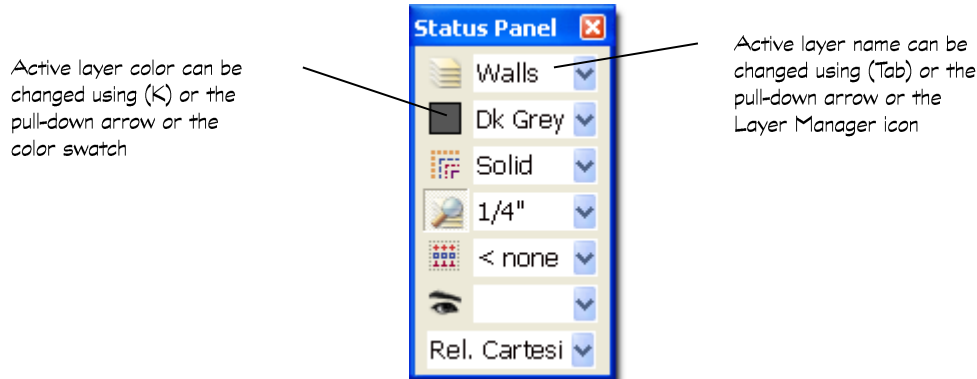 Status Panel
Active layer color can be
changed using (K) or the
pull-down arrow or the
color swatch
Walls
Dk Grey
Solid
1/4"
< none
Rel. Cartesi
Active layer name can be
changed using (Tab) or the
pull-down arrow or the
Layer Manager icon